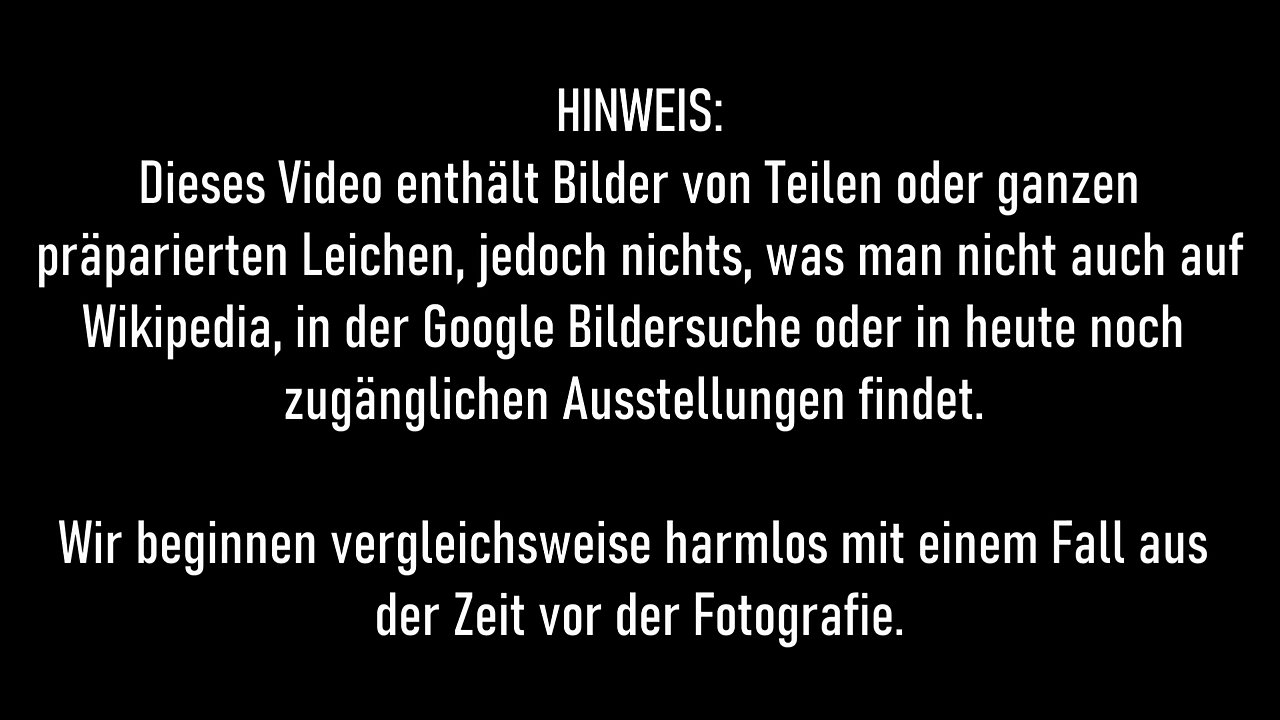 HINWEIS:
Dieses Video enthält Bilder von Teilen oder ganzen
präparierten Leichen, jedoch nichts, was man nicht auch auf
Wikipedia, in der Google Bildersuche oder in heute noch
zugänglichen Ausstellungen findet.
Wir beginnen vergleichsweise harmlos mit einem Fall aus
der Zeit vor der Fotografie.